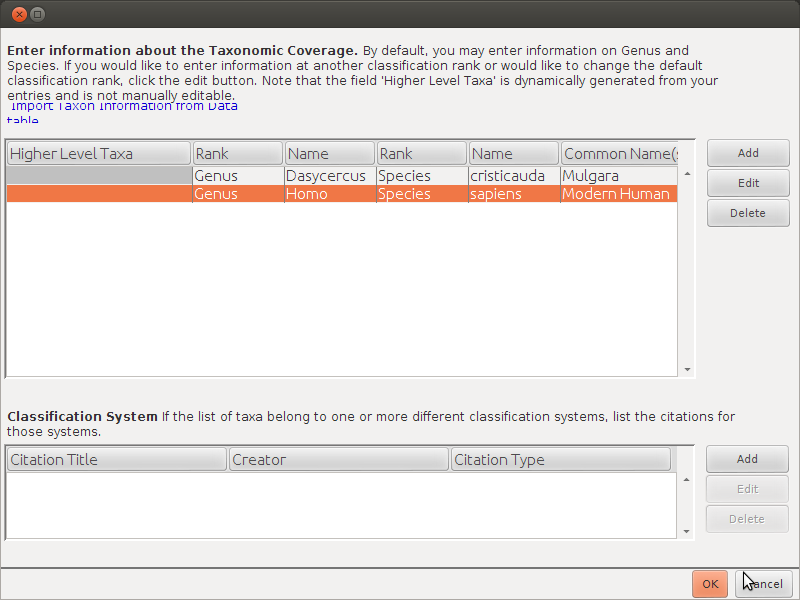 Enter information about the Taxonomic Coverage. By default, you may enter information on Genus and
Species. If you would like to enter information at another classification rank or would like to change the default
classification rank, click the edit button. Note that the field 'Higher Level Taxa' is dynamically generated from your
entries and is not manually editable.
Import Taxon Information from Data
table
Higher Level Taxa Rank Name Rank Name Common Name(s
Genus Dasycercus Species cristicauda Mulgara
Genus Homo Species sapiens Modern Human
Add
Edit
Delete
Classification System If the list of taxa belong to one or more different classification systems, list the citations for
those systems.
Citation Title Creator Citation Type
Add
Edit
Delete
OK Cancel